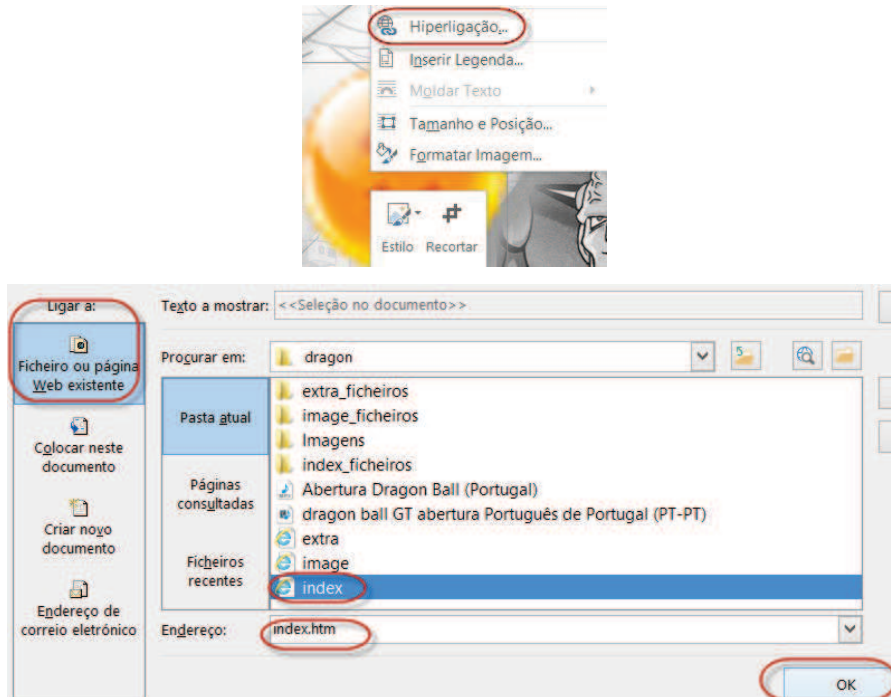 Hiperligação...
Inserir Legenda...
Moldar Texto
Tamanho e Posição...
Formatar Imagem...
Estilo Recortar
Ligar a:
Texto a mostrar: <<Seleção no documento>>
Ficheiro ou página
Web existente
Procurar em: dragon
Pasta atual
extra_ficheiros
image_ficheiros
Imagens
index_ficheiros
Colocar neste
documento
Páginas
consultadas
Abertura Dragon Ball (Portugal)
dragon ball GT abertura Português de Portugal (PT-PT)
extra
image
index
Criar novo
documento
Ficheiros
recentes
Endereço de
correio eletrónico
Endereço: index.htm
OK